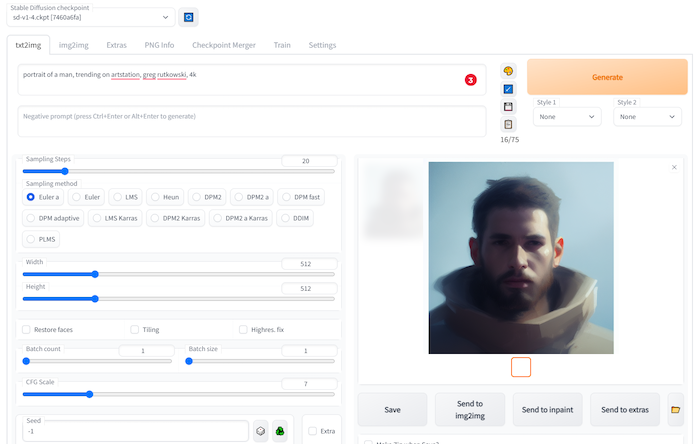 Stable Diffusion checkpoint
sd-v1-4.ckpt [7460a6fa]
txt2img
img2img
Extras
PNG Info
Checkpoint Merger
Train
Settings
portrait of a man, trending on artstation, greg rutkowski, 4k
3
Negative prompt (press Ctrl+Enter or Alt+Enter to generate)
16/75
Generate
Style 1
Style 2
None
None
Sampling Steps
20
Sampling method
Euler a
Euler
LMS
Heun
DPM2
DPM2 a
DPM fast
DPM adaptive
LMS Karras
DPM2 Karras
DPM2 a Karras
DDIM
PLMS
Width
512
Height
512
Restore faces
Tiling
Highres. fix
Batch count
1
Batch size
1
CFG Scale
7
Seed
-1
Extra
Save
Send to
img2img
Send to inpaint
Send to extras